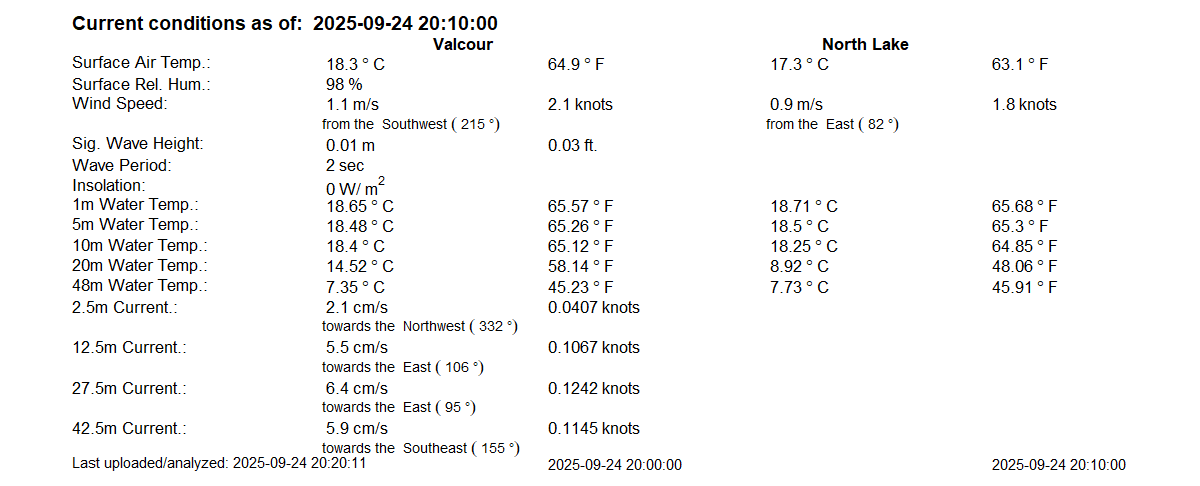 Current conditions as of: 2025-09-24 20:10:00
Valcour North Lake
Surface Air Temp.: 18.3 ° C 64.9 ° F 17.3 ° C 63.1 ° F
Surface Rel. Hum.: 98 %
Wind Speed: 1.1 m/s 2.1 knots 0.9 m/s 1.8 knots
from the Southwest ( 215 °) from the East ( 82 °)
Sig. Wave Height: 0.01 m 0.03 ft.
Wave Period: 2 sec
Insolation: 0 W/ m2
1m Water Temp.: 18.65 ° C 65.57 ° F 18.71 ° C 65.68 ° F
5m Water Temp.: 18.48 ° C 65.26 ° F 18.5 ° C 65.3 ° F
10m Water Temp.: 18.4 ° C 65.12 ° F 18.25 ° C 64.85 ° F
20m Water Temp.: 14.52 ° C 58.14 ° F 8.92 ° C 48.06 ° F
48m Water Temp.: 7.35 ° C 45.23 ° F 7.73 ° C 45.91 ° F
2.5m Current.: 2.1 cm/s 0.0407 knots
towards the Northwest ( 332 °)
12.5m Current.: 5.5 cm/s 0.1067 knots
towards the East ( 106 °)
27.5m Current.: 6.4 cm/s 0.1242 knots
towards the East ( 95 °)
42.5m Current.: 5.9 cm/s 0.1145 knots
towards the Southeast ( 155 °)
Last uploaded/analyzed: 2025-09-24 20:20:11 2025-09-24 20:00:00 2025-09-24 20:10:00